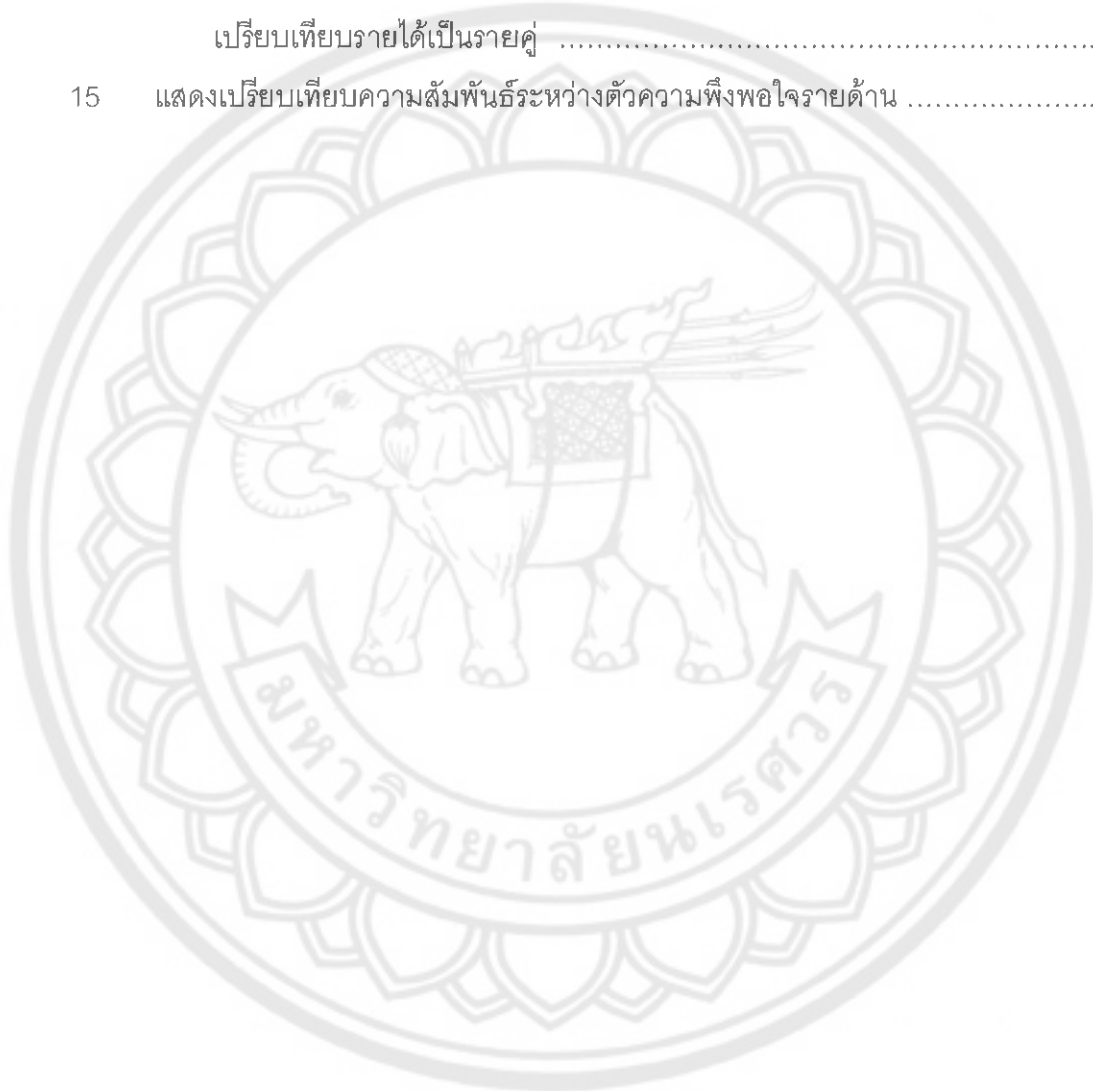 เปรียบเทียบรายได้เป็นรายคู่ ..........................................................
15 แสดงเปรียบเทียบความสัมพันธ์ระหว่างตัวความพึงพอใจรายด้าน ....................
มหาวิทยาลัยนเรศวร